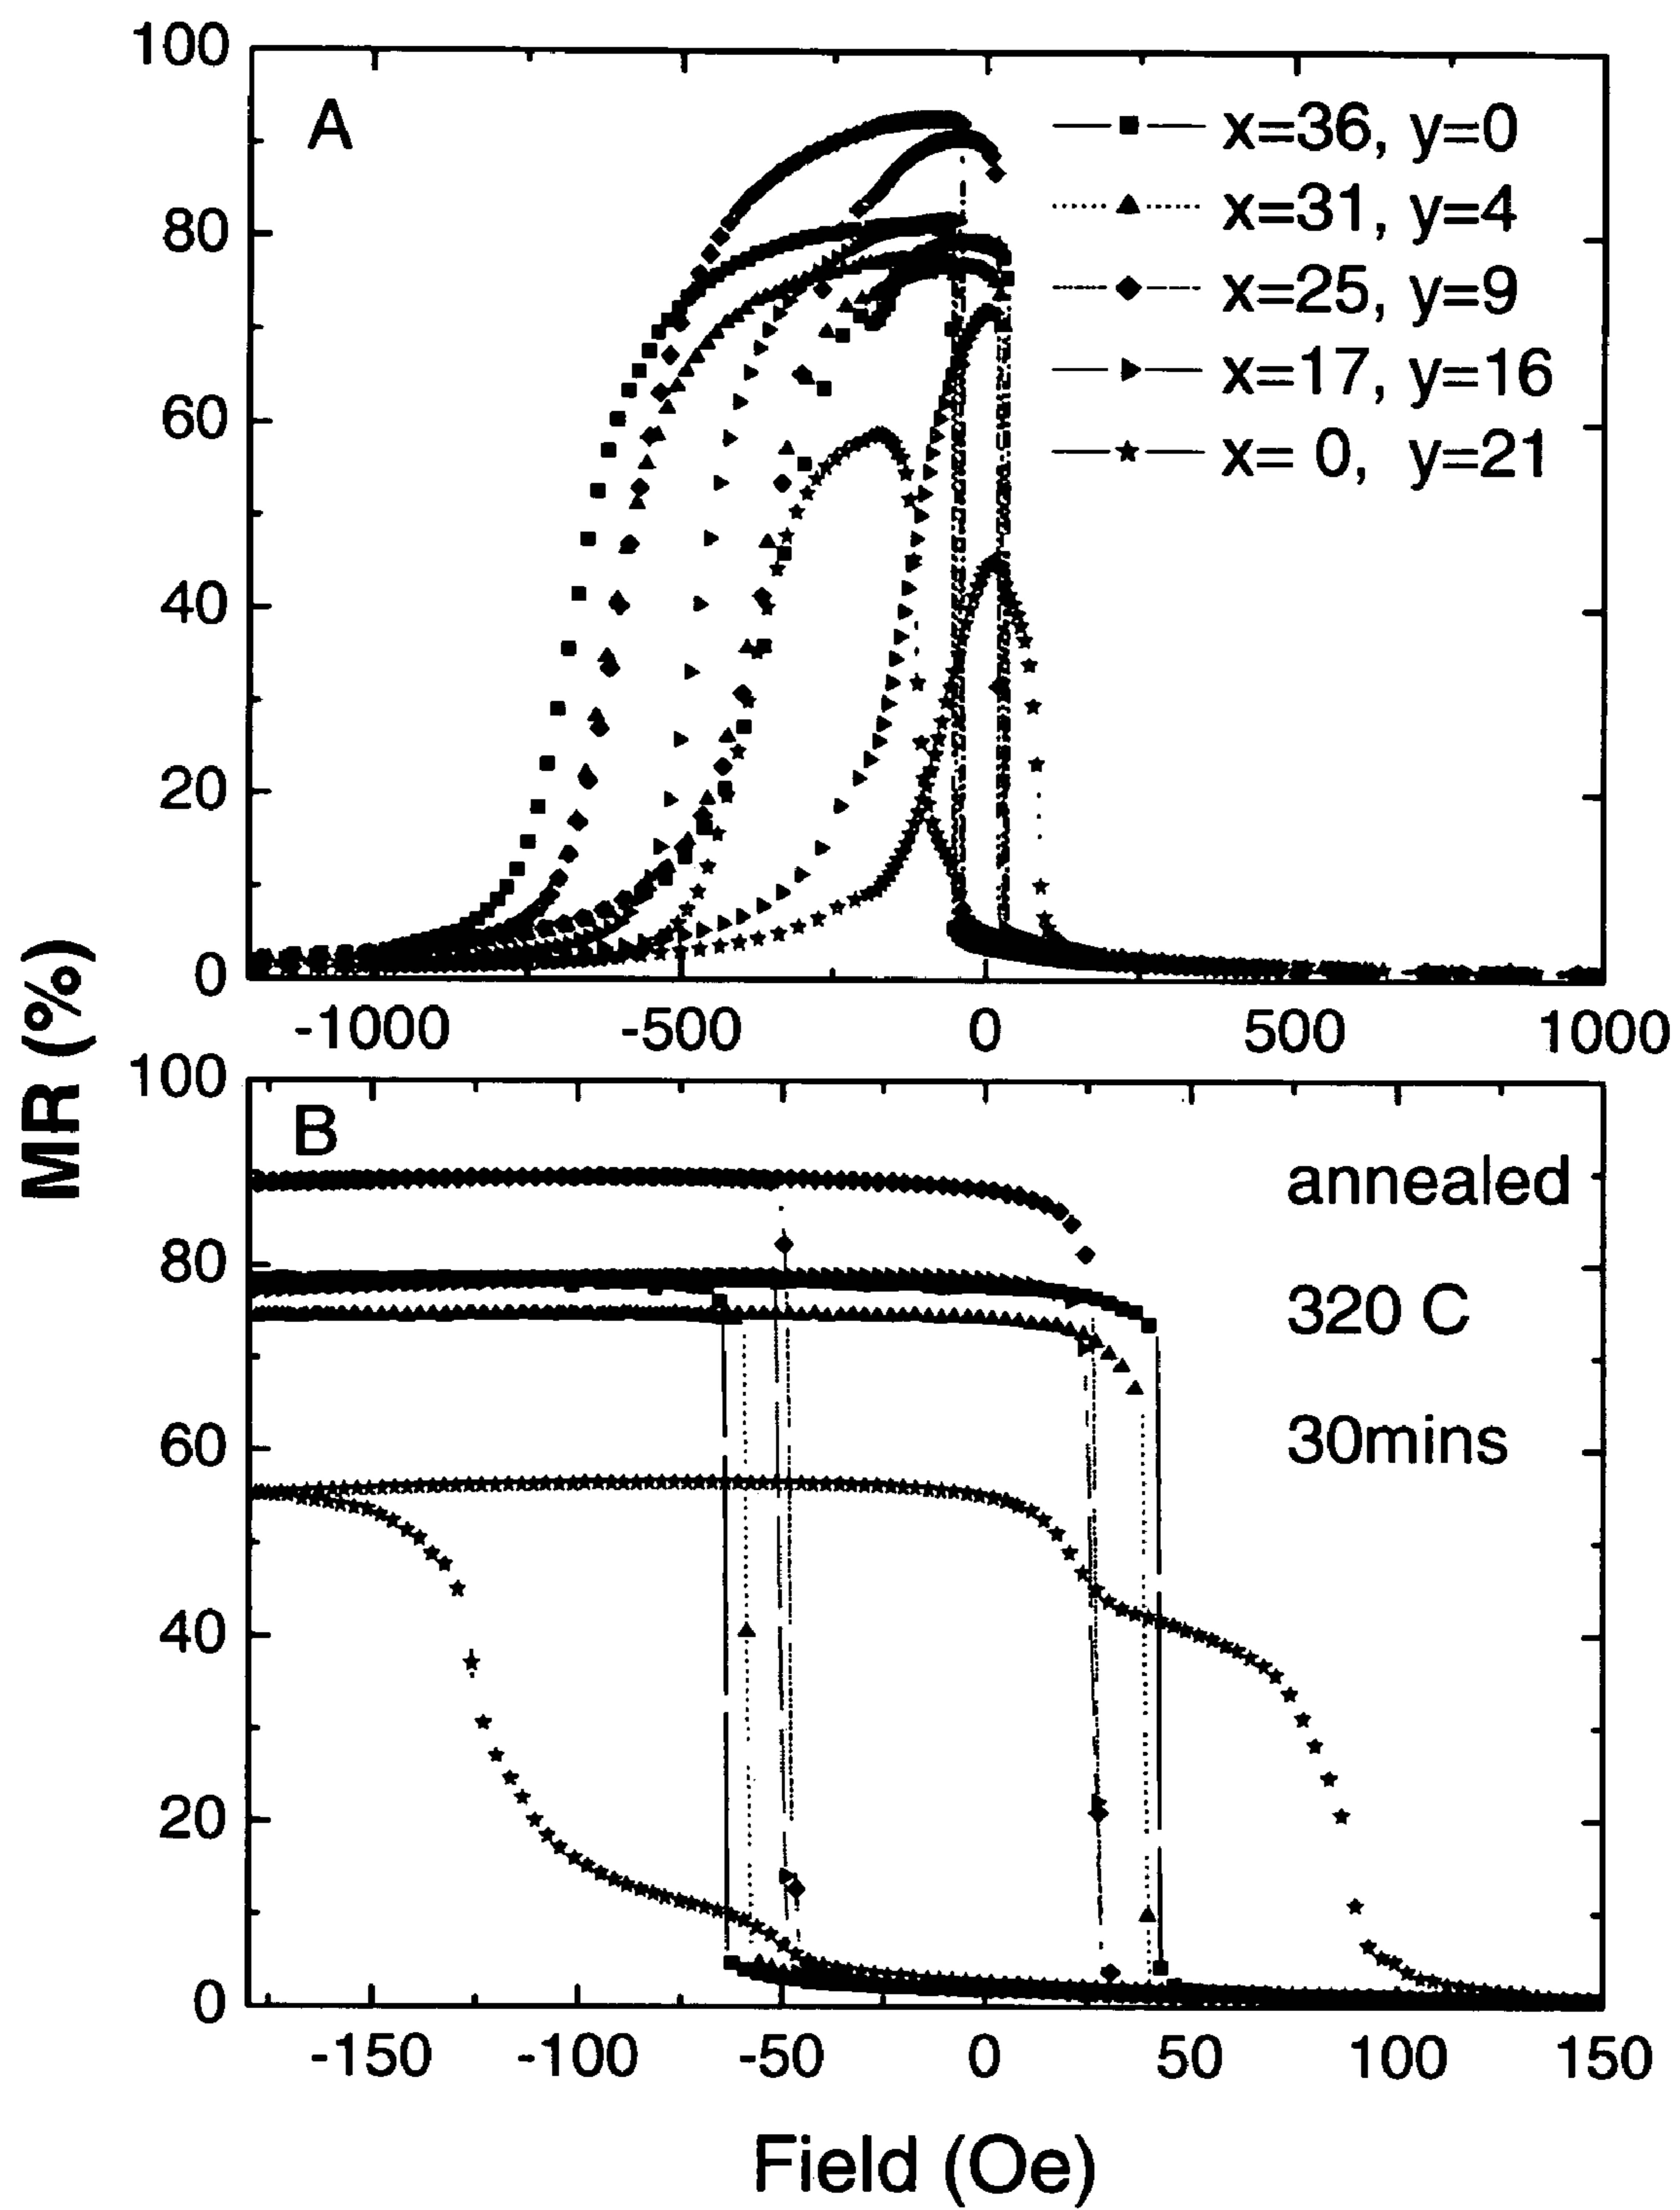 100
A
x=36, y=0
x=31, y=4
80
x=25, y=9
x=17, y=16
60
x= 0, y=21
40
20
0
-1000 -500 0 500 1000
MR (%)
100
B
annealed
80
320 C
60
30mins
40
20
0
-150 -100 -50 0 50 100 150
Field (Oe)